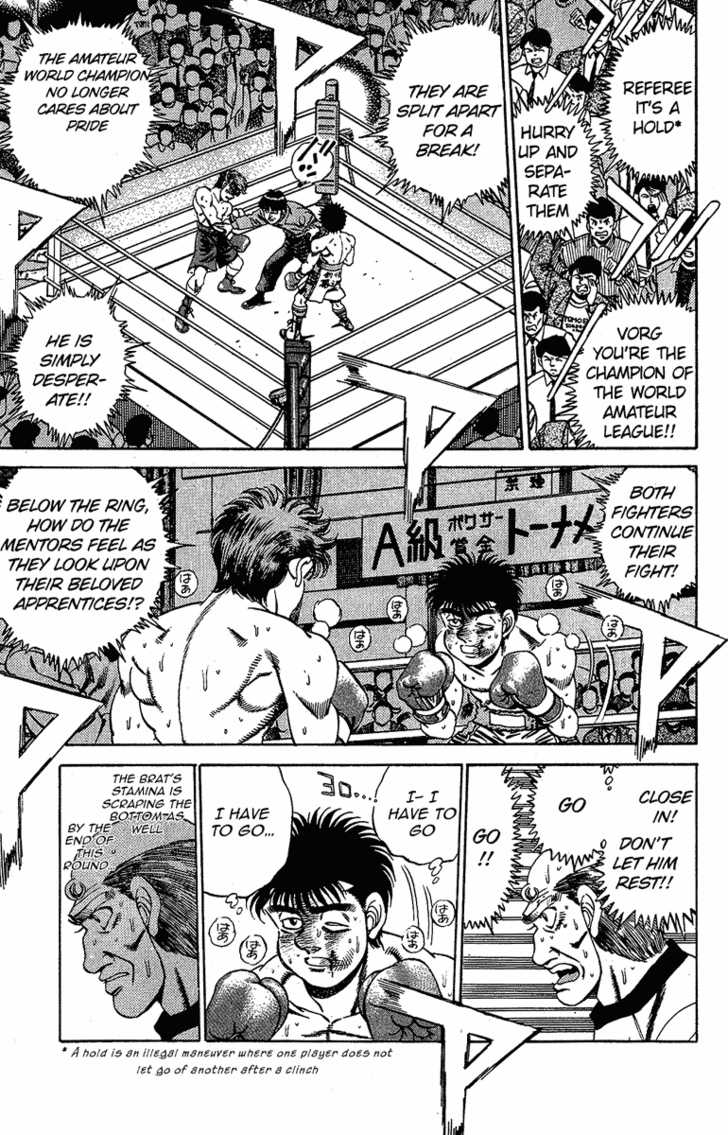 REFEREE
IT'S A
HOLD*
HURRY
UP AND
SEPA-
RATE
THEM
VORG
YOU'RE THE
CHAMPION OF
THE WORLD
AMATEUR
LEAGUE!!
THEY ARE
SPLIT APART
FOR A
BREAK!
THE AMATEUR
WORLD CHAMPION
NO LONGER
CARES ABOUT
PRIDE
HE IS
SIMPLY
DESPER-
ATE!!
BOTH
FIGHTERS
CONTINUE
THEIR
FIGHT!
A級
ボクサー
賞金
トーナメ
はぁ
はぁ
はぁ
はぁ
BELOW THE RING,
HOW DO THE
MENTORS FEEL AS
THEY LOOK UPON
THEIR BELOVED
APPRENTICES!?
CLOSE
IN!
DON'T
LET HIM
REST!!
GO
GO
!!
I- I
HAVE TO
GO
I HAVE
TO GO...
はぁ
はぁ
はぁ
はぁ
THE BRAT'S
STAMINA IS
SCRAPING THE
BOTTOM AS
WELL
BY THE
END OF
THIS
ROUND
* A hold is an illegal maneuver where one player does not
let go of another after a clinch